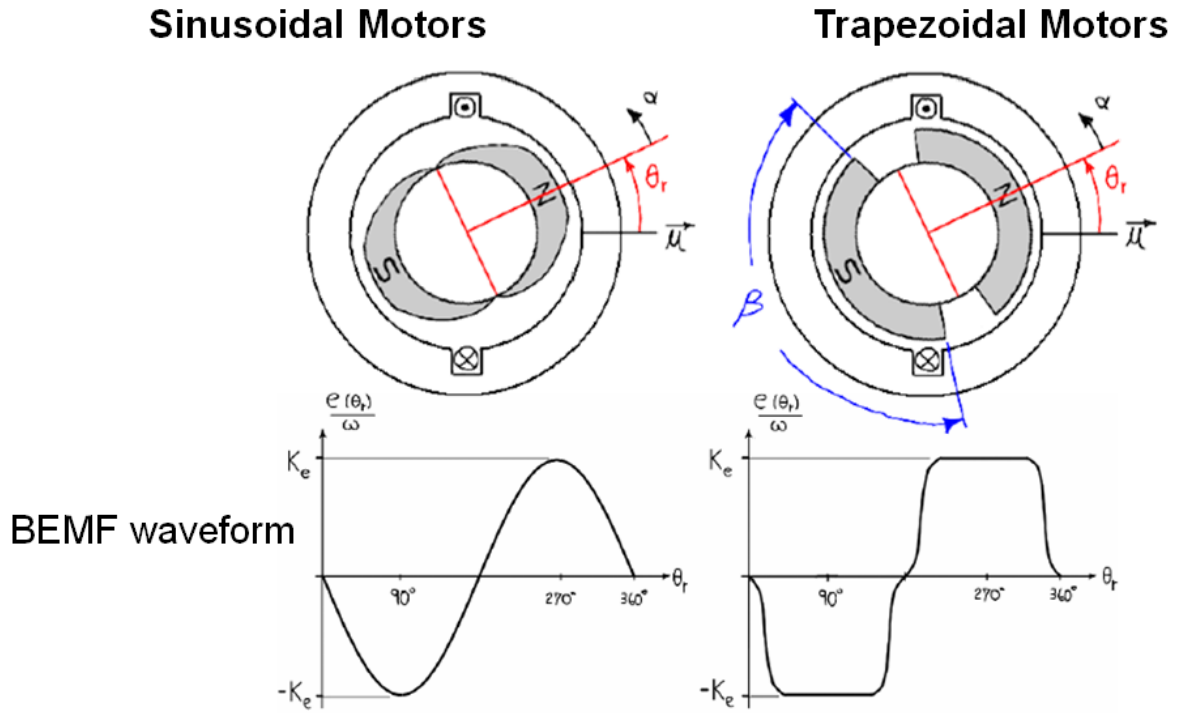 Sinusoidal Motors
Trapezoidal Motors
α
N
θr
μ
S
α
N
θr
μ
S
β
BEMF waveform
e(θr)
ω
Ke
90°
270°
360°
θr
-Ke
e(θr)
ω
Ke
90°
270°
360°
θr
-Ke